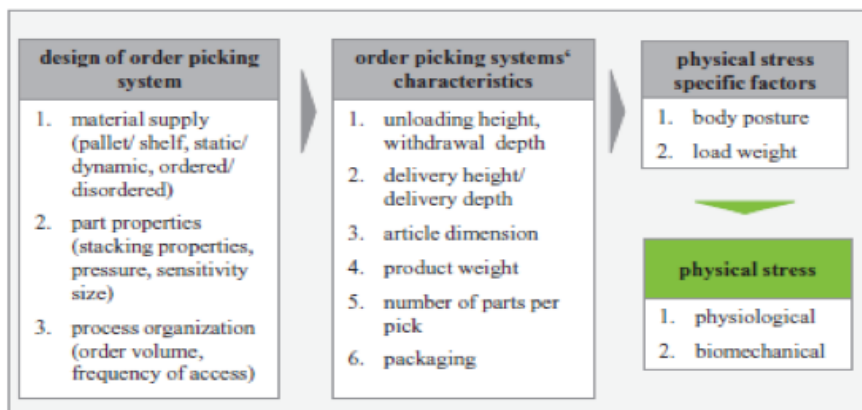 design of order picking
system
1. material supply
(pallet/ shelf, static/
dynamic, ordered/
disordered)
2. part properties
(stacking properties,
pressure, sensitivity
size)
3. process organization
(order volume,
frequency of access)
order picking systems‘
characteristics
1. unloading height,
withdrawal depth
2. delivery height/
delivery depth
3. article dimension
4. product weight
5. number of parts per
pick
6. packaging
physical stress
specific factors
1. body posture
2. load weight
physical stress
1. physiological
2. biomechanical